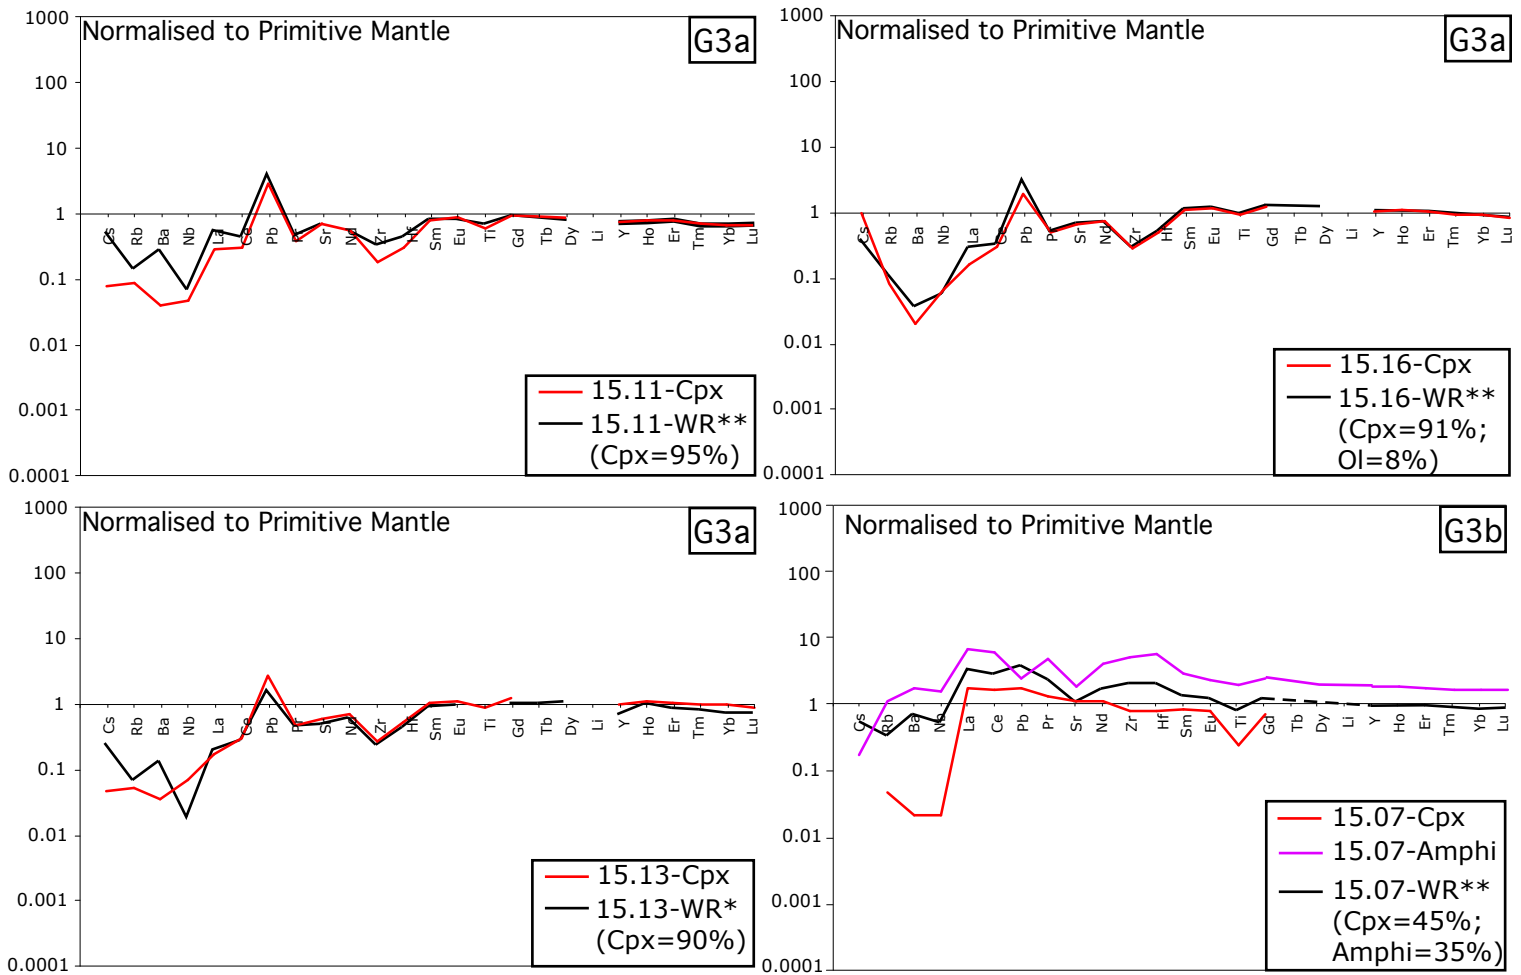 Normalised to Primitive Mantle
G3a
1000
100
10
1
0.1
0.01
0.001
0.0001
Cs Rb Ba Nb La Ce Pb Pr Sr Nd Zr Hf Sm Eu Ti Gd Tb Dy Li Y Ho Er Tm Yb Lu
15.11-Cpx
15.11-WR**
(Cpx=95%)
Normalised to Primitive Mantle
G3a
1000
100
10
1
0.1
0.01
0.001
0.0001
Cs Rb Ba Nb La Ce Pb Pr Sr Nd Zr Hf Sm Eu Ti Gd Tb Dy Li Y Ho Er Tm Yb Lu
15.16-Cpx
15.16-WR**
(Cpx=91%;
Ol=8%)
Normalised to Primitive Mantle
G3a
1000
100
10
1
0.1
0.01
0.001
0.0001
Cs Rb Ba Nb La Ce Pb Pr Sr Nd Zr Hf Sm Eu Ti Gd Tb Dy Li Y Ho Er Tm Yb Lu
15.13-Cpx
15.13-WR*
(Cpx=90%)
Normalised to Primitive Mantle
G3b
1000
100
10
1
0.1
0.01
0.001
0.0001
Cs Rb Ba Nb La Ce Pb Pr Sr Nd Zr Hf Sm Eu Ti Gd Tb Dy Li Y Ho Er Tm Yb Lu
15.07-Cpx
15.07-Amphi
15.07-WR**
(Cpx=45%;
Amphi=35%)